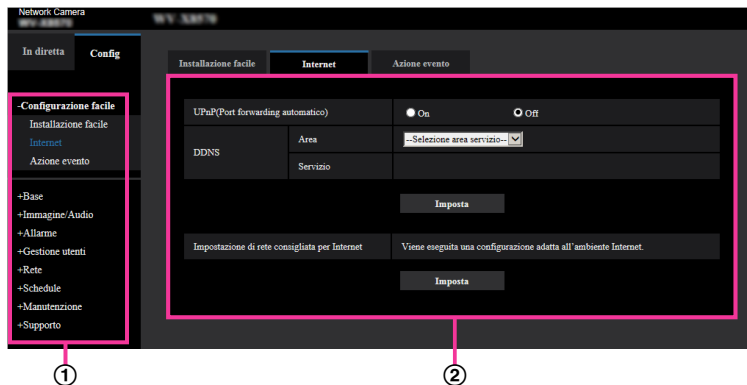 Network Camera
In diretta
Config
-Configurazione facile
Installazione facile
Internet
Azione evento
+Base
+Immagine/Audio
+Allarme
+Gestione utenti
+Rete
+Schedule
+Manutenzione
+Supporto
Installazione facile Internet Azione evento
UPnP(Port forwarding automatico) On Off
DDNS Area --Selezione area servizio--
Servizio
Imposta
Impostazione di rete consigliata per Internet Viene eseguita una configurazione adatta all'ambiente Internet.
Imposta
① ②